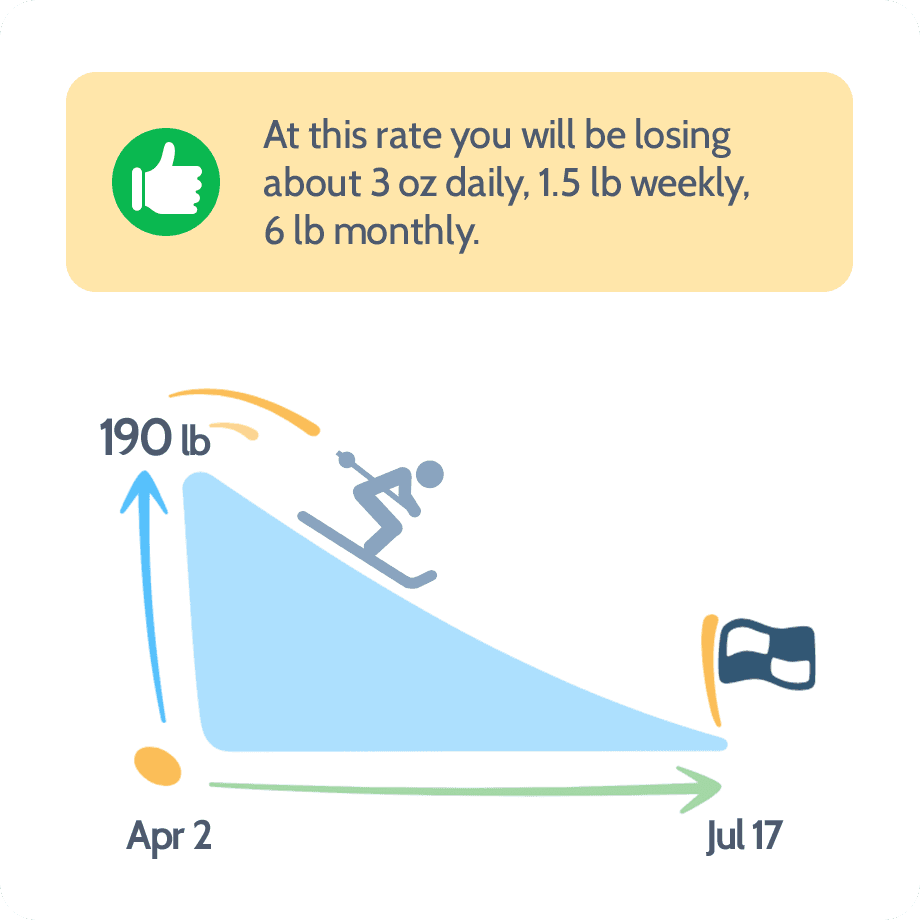 At this rate you will be losing
about 3 oz daily, 1.5 lb weekly,
6 lb monthly.
190 lb
Apr 2
Jul 17